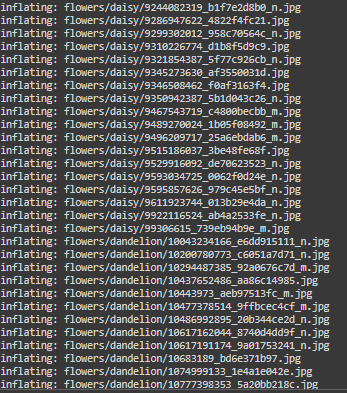 inflating: flowers/daisy/9244082319_b1f7e2d8b0_n.jpg
inflating: flowers/daisy/9286947622_4822f4fc21.jpg
inflating: flowers/daisy/9299302012_958c70564c_n.jpg
inflating: flowers/daisy/9310226774_d1b8f5d9c9.jpg
inflating: flowers/daisy/9321854387_5f77c926cb_n.jpg
inflating: flowers/daisy/9345273630_af3550031d.jpg
inflating: flowers/daisy/9346508462_f0af3163f4.jpg
inflating: flowers/daisy/9350942387_5b1d043c26_n.jpg
inflating: flowers/daisy/9467543719_c4800becbb_m.jpg
inflating: flowers/daisy/9489270024_1b05f08492_m.jpg
inflating: flowers/daisy/9496209717_25a6ebdab6_m.jpg
inflating: flowers/daisy/9515186037_3be48fe68f.jpg
inflating: flowers/daisy/9529916092_de70623523_n.jpg
inflating: flowers/daisy/9593034725_0062f0d24e_n.jpg
inflating: flowers/daisy/9595857626_979c45e5bf_n.jpg
inflating: flowers/daisy/9611923744_013b29e4da_n.jpg
inflating: flowers/daisy/9922116524_ab4a2533fe_n.jpg
inflating: flowers/daisy/99306615_739eb94b9e_m.jpg
inflating: flowers/dandelion/10043234166_e6dd915111_n.jpg
inflating: flowers/dandelion/10200780773_c6051a7d71_n.jpg
inflating: flowers/dandelion/10294487385_92a0676c7d_m.jpg
inflating: flowers/dandelion/10437652486_aa86c14985.jpg
inflating: flowers/dandelion/10443973_aeb97513fc_m.jpg
inflating: flowers/dandelion/10477378514_9ffbcec4cf_m.jpg
inflating: flowers/dandelion/10486992895_20b344ce2d_n.jpg
inflating: flowers/dandelion/10617162044_8740d4dd9f_n.jpg
inflating: flowers/dandelion/10617191174_9a01753241_n.jpg
inflating: flowers/dandelion/10683189_bd6e371b97.jpg
inflating: flowers/dandelion/1074999133_1e4a1e042e.jpg
inflating: flowers/dandelion/10777398353_5a20bb218c.jpg